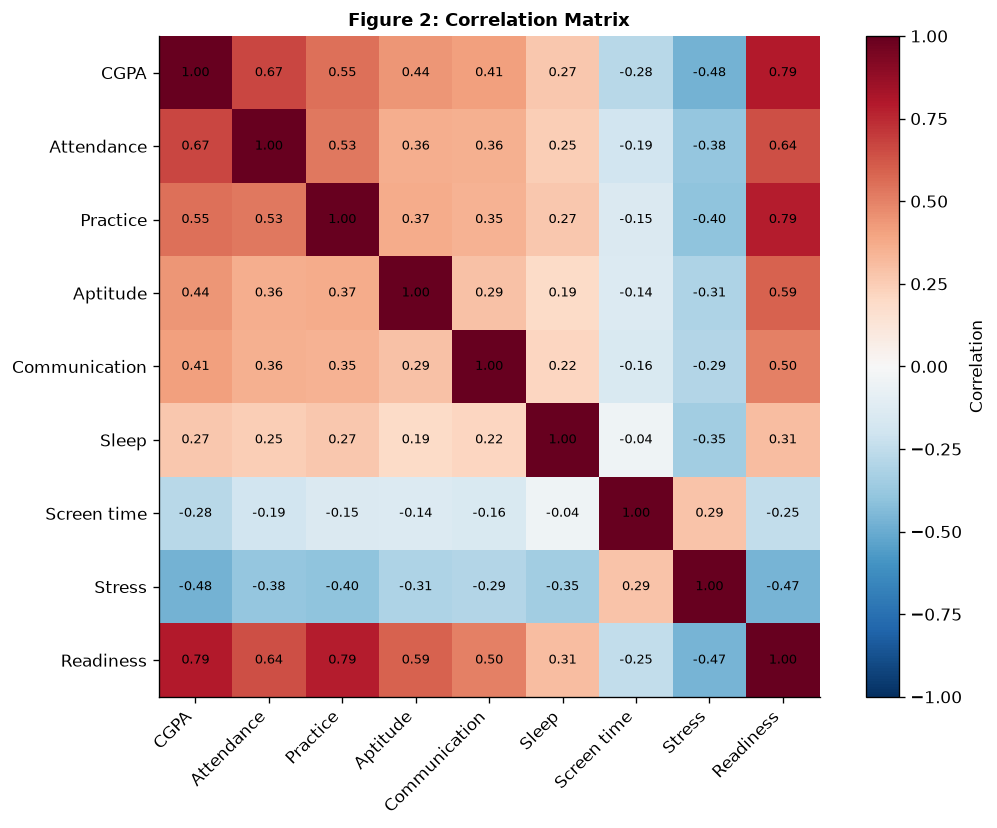 Figure 2: Correlation Matrix
CGPA 1.00 0.67 0.55 0.44 0.41 0.27 -0.28 -0.48 0.79
Attendance 0.67 1.00 0.53 0.36 0.36 0.25 -0.19 -0.38 0.64
Practice 0.55 0.53 1.00 0.37 0.35 0.27 -0.15 -0.40 0.79
Aptitude 0.44 0.36 0.37 1.00 0.29 0.19 -0.14 -0.31 0.59
Communication 0.41 0.36 0.35 0.29 1.00 0.22 -0.16 -0.29 0.50
Sleep 0.27 0.25 0.27 0.19 0.22 1.00 -0.04 -0.35 0.31
Screen time -0.28 -0.19 -0.15 -0.14 -0.16 -0.04 1.00 0.29 -0.25
Stress -0.48 -0.38 -0.40 -0.31 -0.29 -0.35 0.29 1.00 -0.47
Readiness 0.79 0.64 0.79 0.59 0.50 0.31 -0.25 -0.47 1.00
CGPA Attendance Practice Aptitude Communication Sleep Screen time Stress Readiness
1.00
0.75
0.50
0.25
0.00
−0.25
−0.50
−0.75
−1.00
Correlation